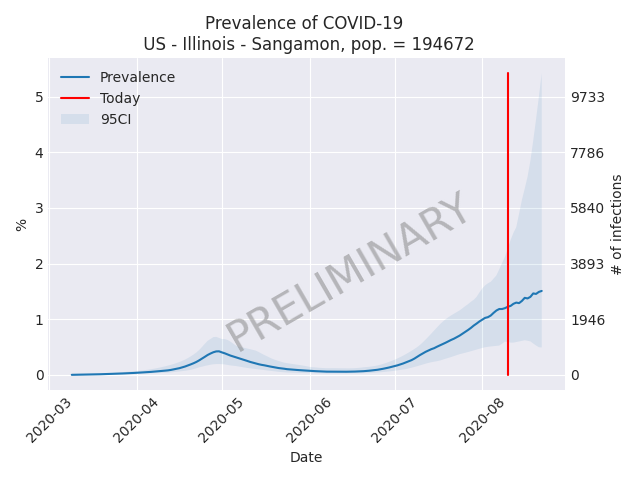 Prevalence of COVID-19
US - Illinois - Sangamon, pop. = 194672
Prevalence
Today
95CI
5
4
3
2
1
0
%
9733
7786
5840
3893
1946
0
# of infections
PRELIMINARY
2020-03
2020-04
2020-05
2020-06
2020-07
2020-08
Date